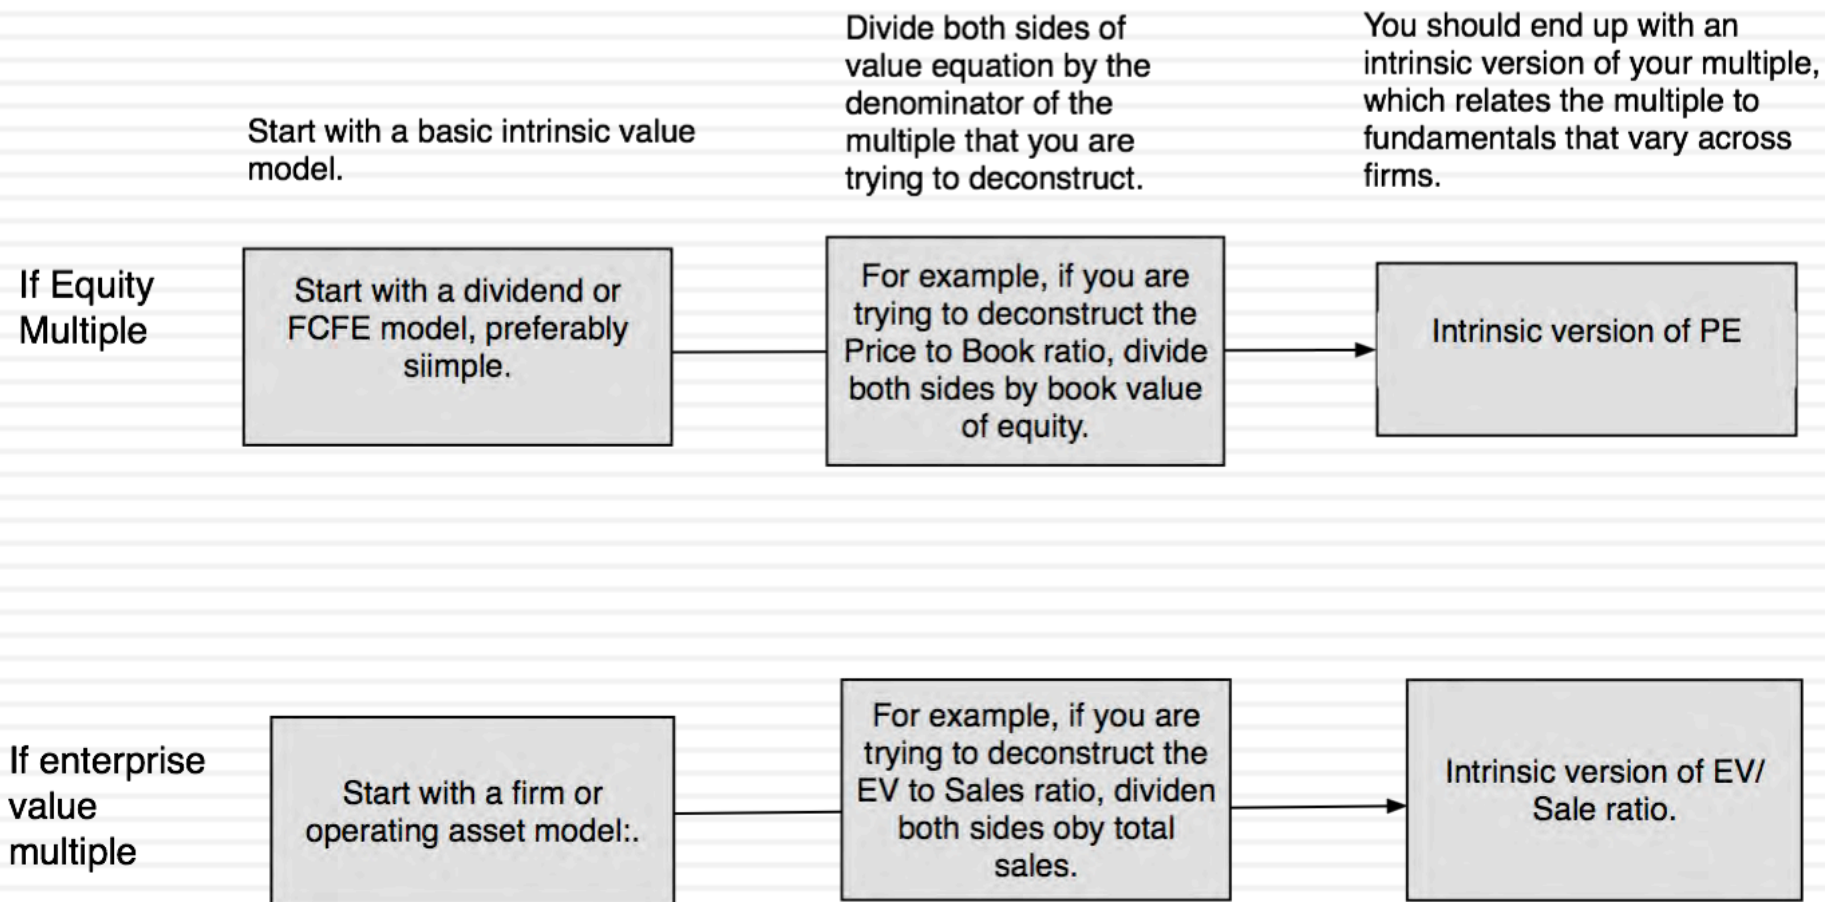 Start with a basic intrinsic value
model.
Divide both sides of
value equation by the
denominator of the
multiple that you are
trying to deconstruct.
You should end up with an
intrinsic version of your multiple,
which relates the multiple to
fundamentals that vary across
firms.
If Equity
Multiple
Start with a dividend or
FCFE model, preferably
siimple.
For example, if you are
trying to deconstruct the
Price to Book ratio, divide
both sides by book value
of equity.
Intrinsic version of PE
If enterprise
value
multiple
Start with a firm or
operating asset model:.
For example, if you are
trying to deconstruct the
EV to Sales ratio, dividen
both sides oby total
sales.
Intrinsic version of EV/
Sale ratio.